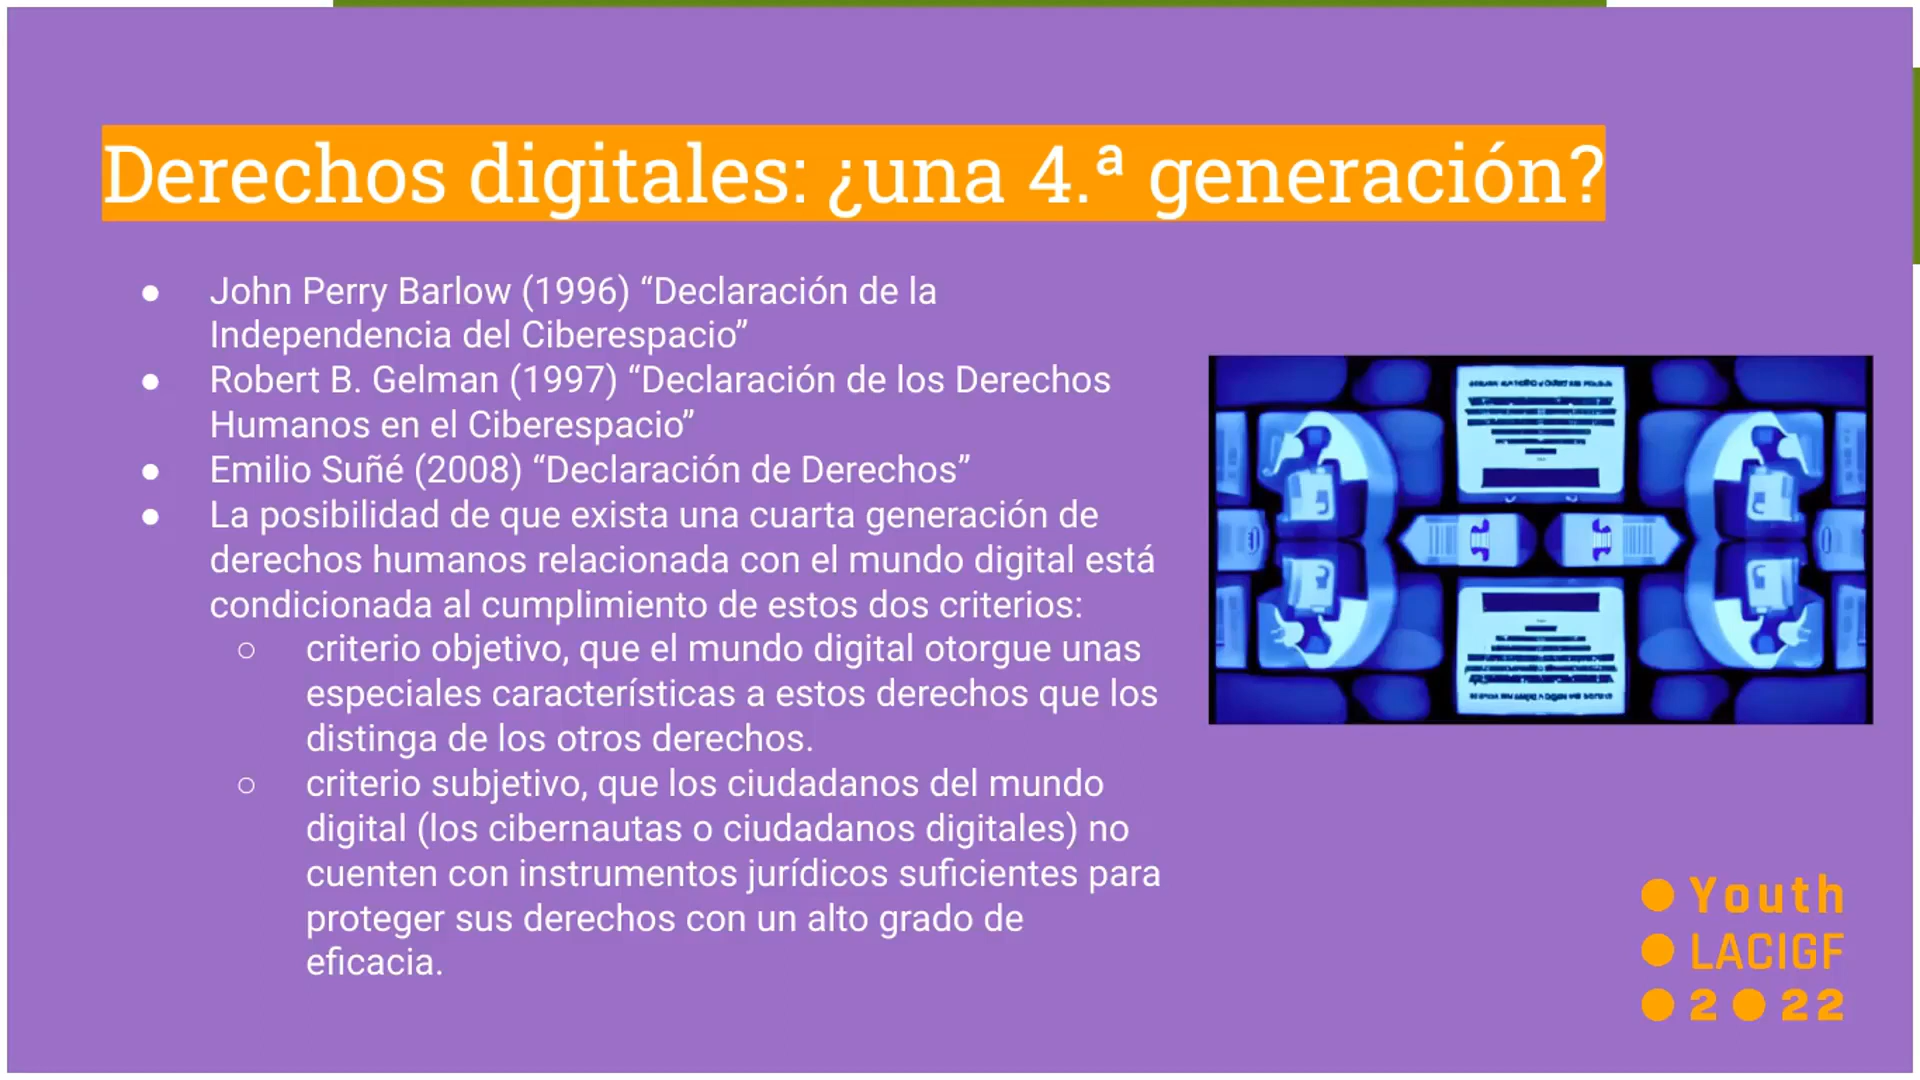 Derechos digitales: ¿una 4.ª generación?
● John Perry Barlow (1996) “Declaración de la
Independencia del Ciberespacio”
● Robert B. Gelman (1997) “Declaración de los Derechos
Humanos en el Ciberespacio”
● Emilio Suñé (2008) “Declaración de Derechos”
● La posibilidad de que exista una cuarta generación de
derechos humanos relacionada con el mundo digital está
condicionada al cumplimiento de estos dos criterios:
○ criterio objetivo, que el mundo digital otorgue unas
especiales características a estos derechos que los
distinga de los otros derechos.
○ criterio subjetivo, que los ciudadanos del mundo
digital (los cibernautas o ciudadanos digitales) no
cuenten con instrumentos jurídicos suficientes para
proteger sus derechos con un alto grado de
eficacia.
Youth
LACIGF
2022